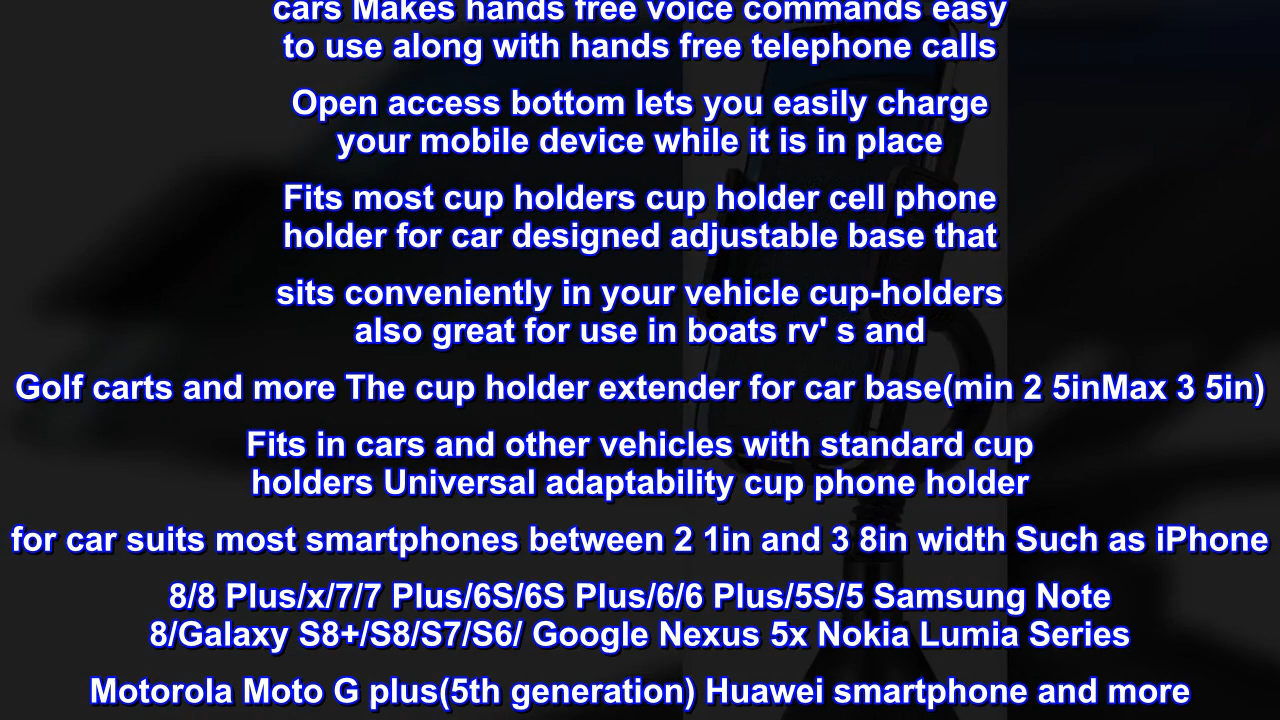 cars Makes hands free voice commands easy
to use along with hands free telephone calls
Open access bottom lets you easily charge
your mobile device while it is in place
Fits most cup holders cup holder cell phone
holder for car designed adjustable base that
sits conveniently in your vehicle cup-holders
also great for use in boats rv' s and
Golf carts and more The cup holder extender for car base(min 2 5inMax 3 5in)
Fits in cars and other vehicles with standard cup
holders Universal adaptability cup phone holder
for car suits most smartphones between 2 1in and 3 8in width Such as iPhone
8/8 Plus/x/7/7 Plus/6S/6S Plus/6/6 Plus/5S/5 Samsung Note
8/Galaxy S8+/S8/S7/S6/ Google Nexus 5x Nokia Lumia Series
Motorola Moto G plus(5th generation) Huawei smartphone and more